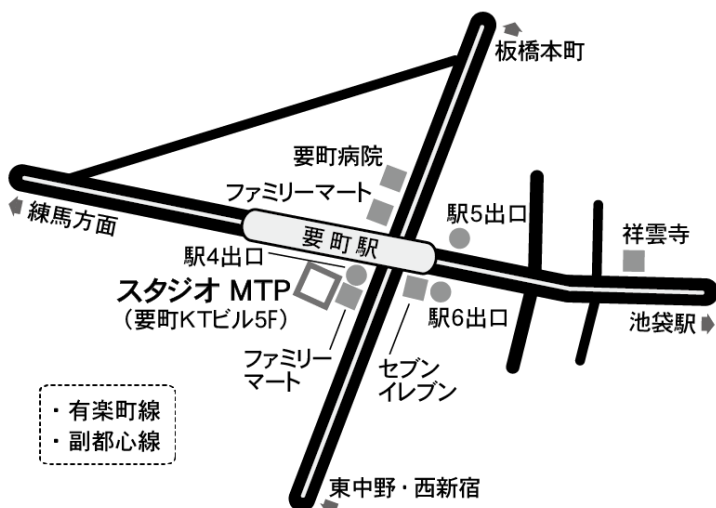 板橋本町
要町病院
ファミリーマート
練馬方面
要町駅
駅5出口
祥雲寺
駅4出口
スタジオ MTP
（要町KTビル5F）
駅6出口
池袋駅
ファミリー
マート
セブン
イレブン
・有楽町線
・副都心線
東中野・西新宿